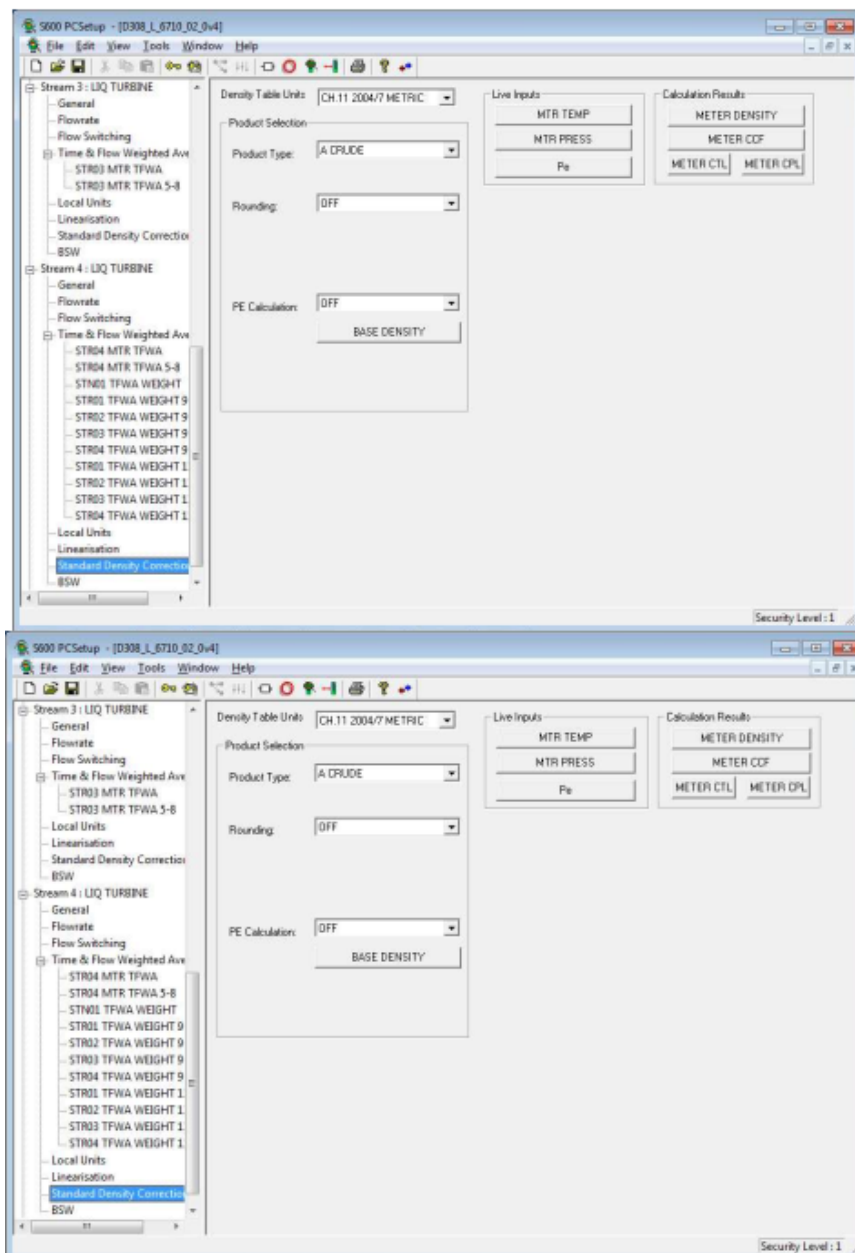 S600 PCSetup - [D308_L_6710_02_0v4]
File Edit View Tools Window Help
Stream 3 : LIQ TURBINE
General
Flowrate
Flow Switching
Time & Flow Weighted Ave
STR03 MTR TFWA
STR03 MTR TFWA 5-8
Local Units
Linearisation
Standard Density Correction
BSW
Stream 4 : LIQ TURBINE
General
Flowrate
Flow Switching
Time & Flow Weighted Ave
STR04 MTR TFWA
STR04 MTR TFWA 5-8
STN01 TFWA WEIGHT
STR01 TFWA WEIGHT 9
STR02 TFWA WEIGHT 9
STR03 TFWA WEIGHT 9
STR04 TFWA WEIGHT 9
STR01 TFWA WEIGHT 1
STR02 TFWA WEIGHT 1
STR03 TFWA WEIGHT 1
STR04 TFWA WEIGHT 1
Local Units
Linearisation
Standard Density Correction
BSW
Density Table Units CH.11 2004/7 METRIC
Product Selection
Product Type: A CRUDE
Rounding: OFF
PE Calculation: OFF
BASE DENSITY
Live Inputs
MTR TEMP
MTR PRESS
Pe
Calculation Results
METER DENSITY
METER CCF
METER CTL METER CPL
Security Level : 1
S600 PCSetup - [D308_L_6710_02_0v4]
File Edit View Tools Window Help
Stream 3 : LIQ TURBINE
General
Flowrate
Flow Switching
Time & Flow Weighted Ave
STR03 MTR TFWA
STR03 MTR TFWA 5-8
Local Units
Linearisation
Standard Density Correction
BSW
Stream 4 : LIQ TURBINE
General
Flowrate
Flow Switching
Time & Flow Weighted Ave
STR04 MTR TFWA
STR04 MTR TFWA 5-8
STN01 TFWA WEIGHT
STR01 TFWA WEIGHT 9
STR02 TFWA WEIGHT 9
STR03 TFWA WEIGHT 9
STR04 TFWA WEIGHT 9
STR01 TFWA WEIGHT 1
STR02 TFWA WEIGHT 1
STR03 TFWA WEIGHT 1
STR04 TFWA WEIGHT 1
Local Units
Linearisation
Standard Density Correction
BSW
Density Table Units CH.11 2004/7 METRIC
Product Selection
Product Type: A CRUDE
Rounding: OFF
PE Calculation: OFF
BASE DENSITY
Live Inputs
MTR TEMP
MTR PRESS
Pe
Calculation Results
METER DENSITY
METER CCF
METER CTL METER CPL
Security Level : 1